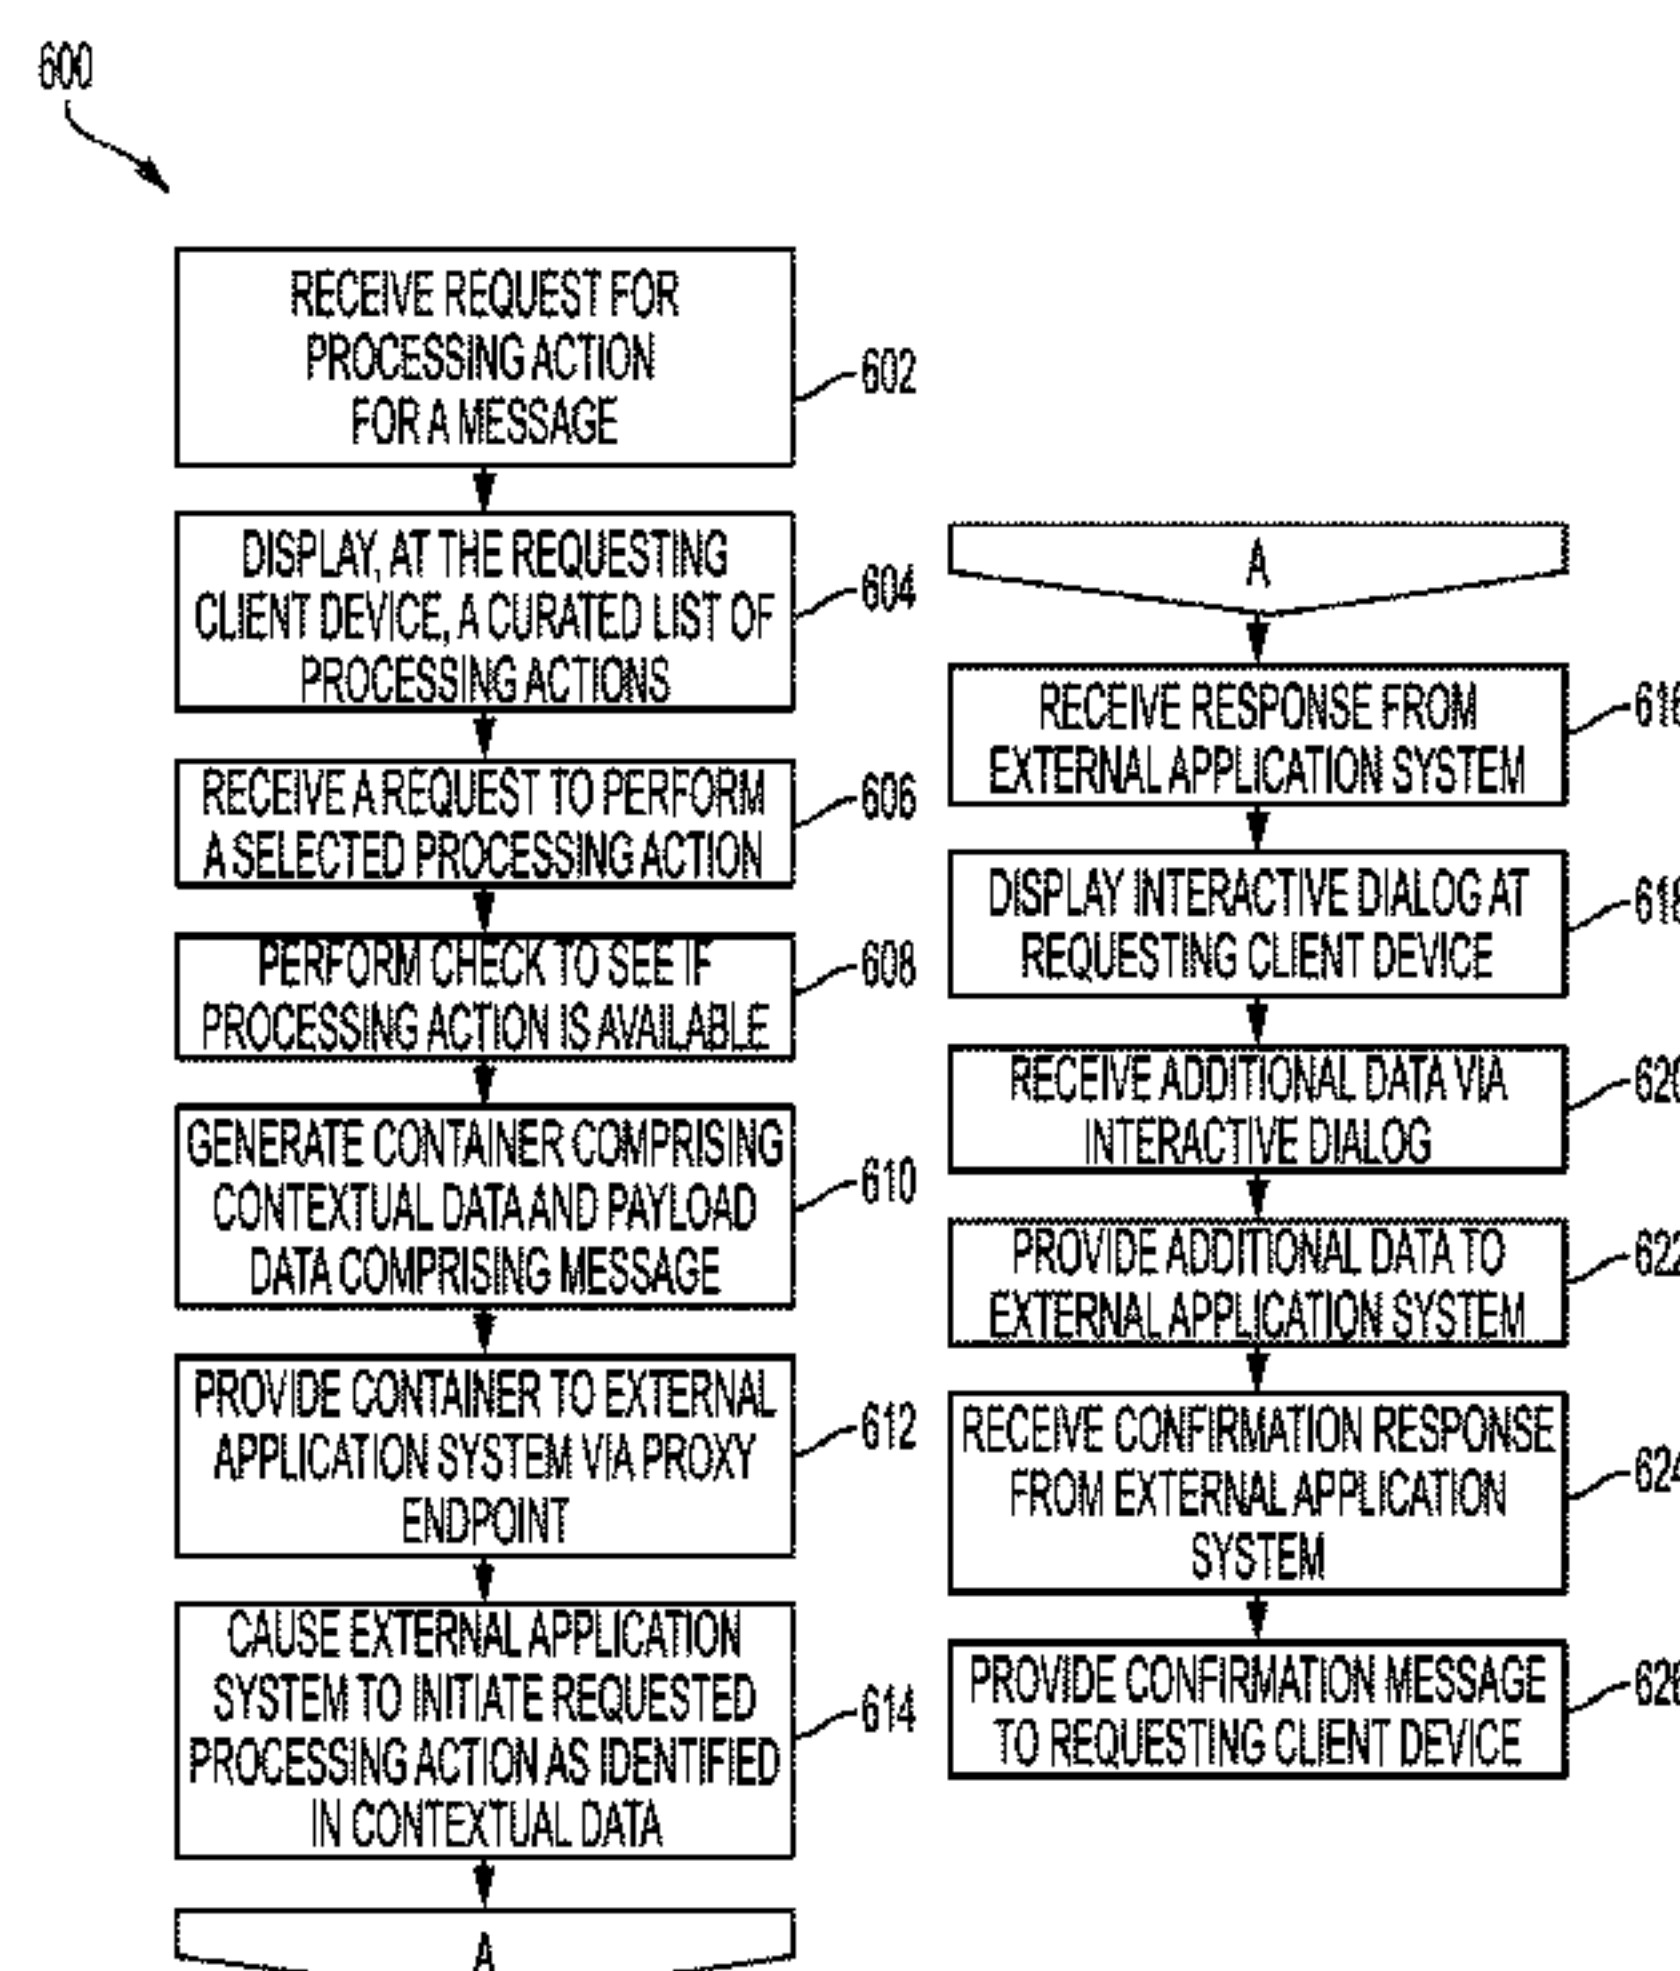 600
RECEIVE REQUEST FOR
PROCESSING ACTION
FOR A MESSAGE
602
DISPLAY, AT THE REQUESTING
CLIENT DEVICE, A CURATED LIST OF
PROCESSING ACTIONS
604
RECEIVE A REQUEST TO PERFORM
A SELECTED PROCESSING ACTION
606
PERFORM CHECK TO SEE IF
PROCESSING ACTION IS AVAILABLE
608
GENERATE CONTAINER COMPRISING
CONTEXTUAL DATA AND PAYLOAD
DATA COMPRISING MESSAGE
610
PROVIDE CONTAINER TO EXTERNAL
APPLICATION SYSTEM VIA PROXY
ENDPOINT
612
CAUSE EXTERNAL APPLICATION
SYSTEM TO INITIATE REQUESTED
PROCESSING ACTION AS IDENTIFIED
IN CONTEXTUAL DATA
614
A
A
RECEIVE RESPONSE FROM
EXTERNAL APPLICATION SYSTEM
616
DISPLAY INTERACTIVE DIALOG AT
REQUESTING CLIENT DEVICE
618
RECEIVE ADDITIONAL DATA VIA
INTERACTIVE DIALOG
620
PROVIDE ADDITIONAL DATA TO
EXTERNAL APPLICATION SYSTEM
622
RECEIVE CONFIRMATION RESPONSE
FROM EXTERNAL APPLICATION
SYSTEM
624
PROVIDE CONFIRMATION MESSAGE
TO REQUESTING CLIENT DEVICE
626